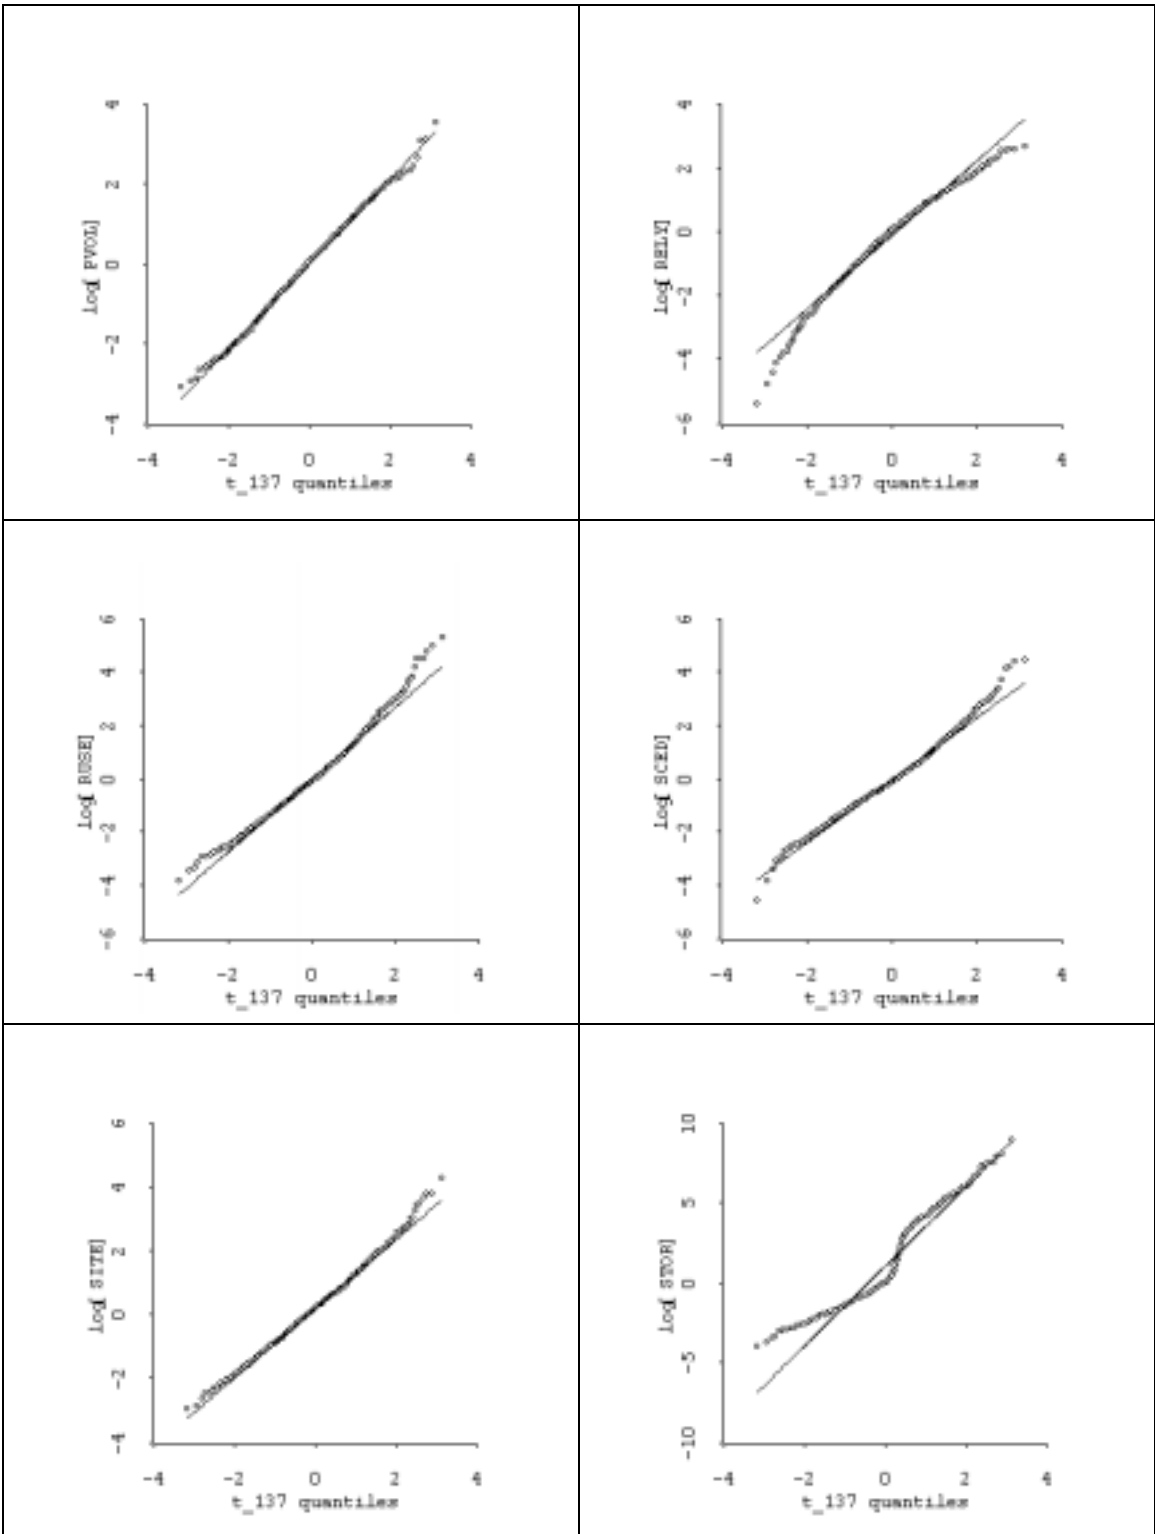 4
2
0
-2
-4
log[ PVOL]
-4 -2 0 2 4
t_137 quantiles
4
2
0
-2
-4
-6
log[ RELY]
-4 -2 0 2 4
t_137 quantiles
6
4
2
0
-2
-4
-6
log[ RUSE]
-4 -2 0 2 4
t_137 quantiles
6
4
2
0
-2
-4
-6
log[ SCED]
-4 -2 0 2 4
t_137 quantiles
6
4
2
0
-2
-4
log[ SITE]
-4 -2 0 2 4
t_137 quantiles
10
5
0
-5
-10
log[ STOR]
-4 -2 0 2 4
t_137 quantiles